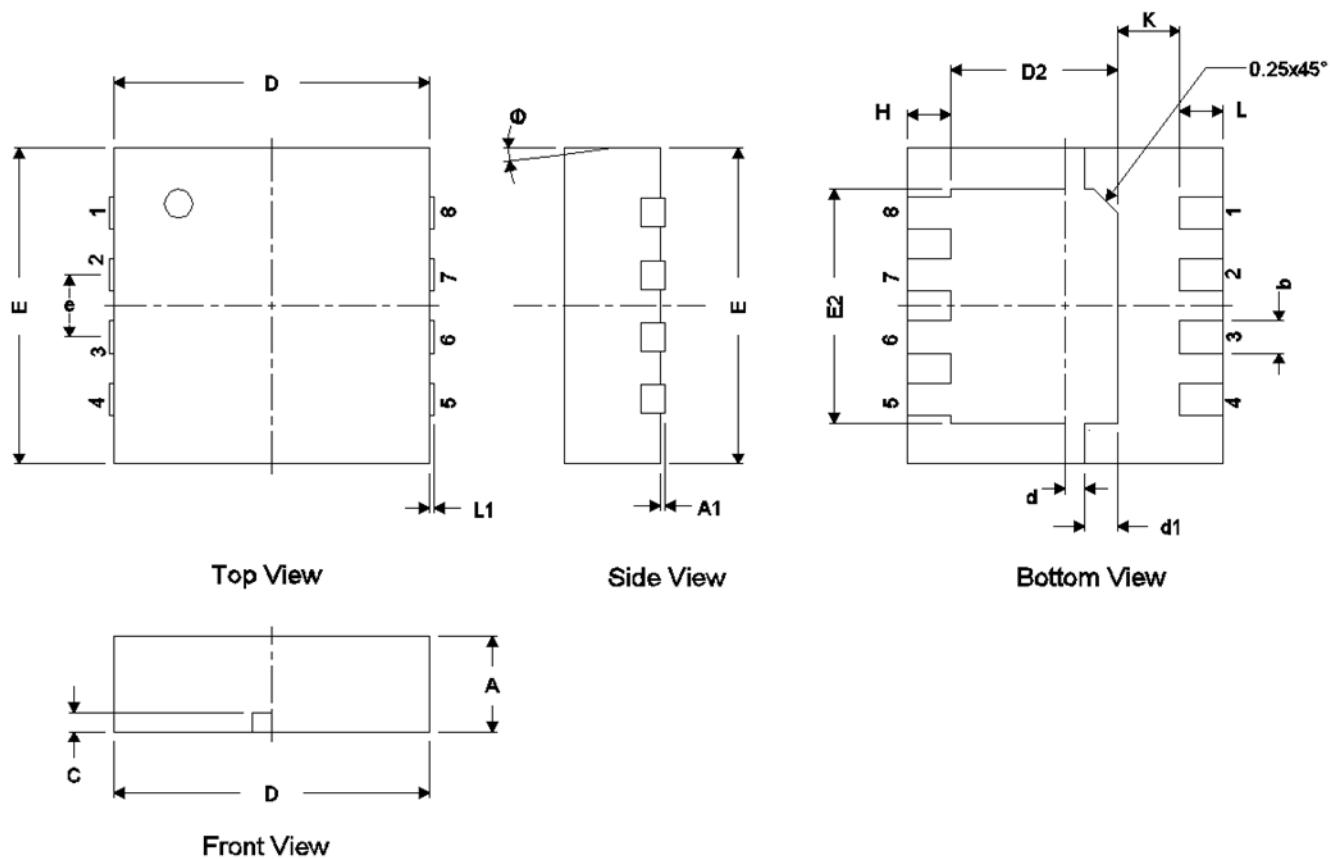 K
D
D2
0.25x45°
H
L
Θ
1
8
8
1
2
7
7
2
E
e
E
E2
b
3
6
6
3
4
5
5
4
d
L1
A1
d1
Top View
Side View
Bottom View
A
C
D
Front View